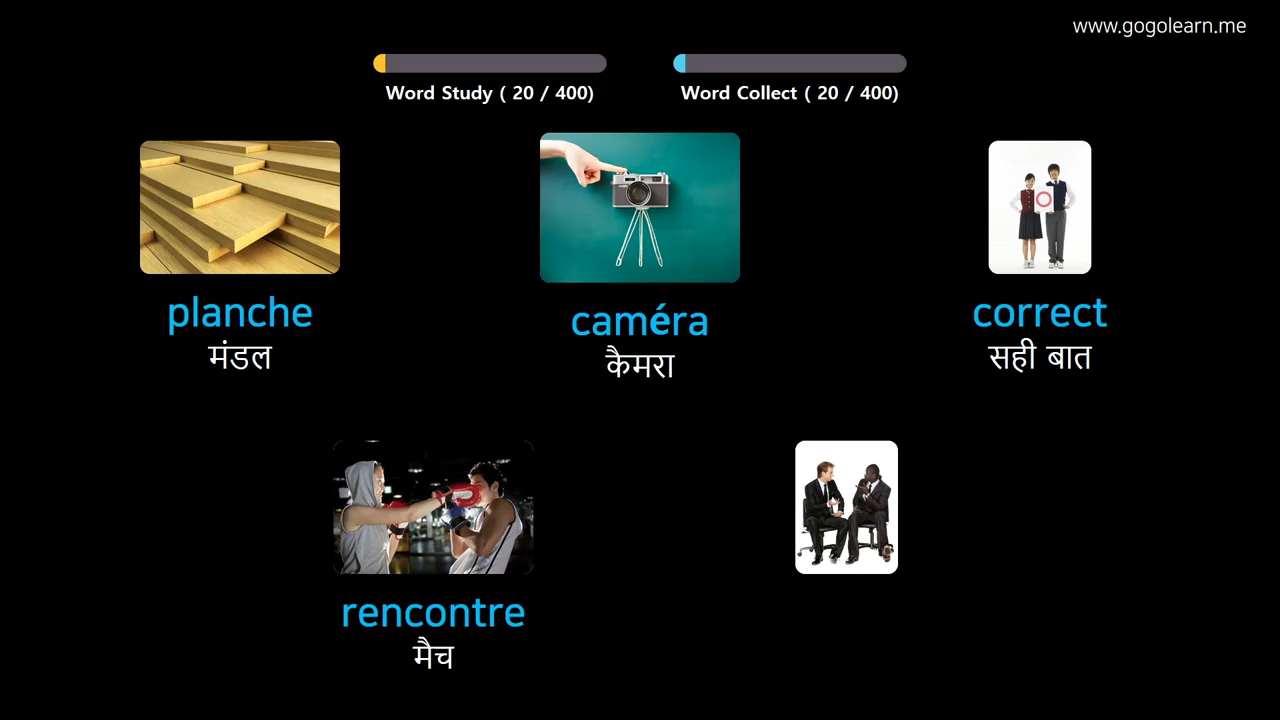 www.gogolearn.me
Word Study ( 20 / 400)
Word Collect ( 20 / 400)
planche
मंडल
caméra
कैमरा
correct
सही बात
rencontre
मैच